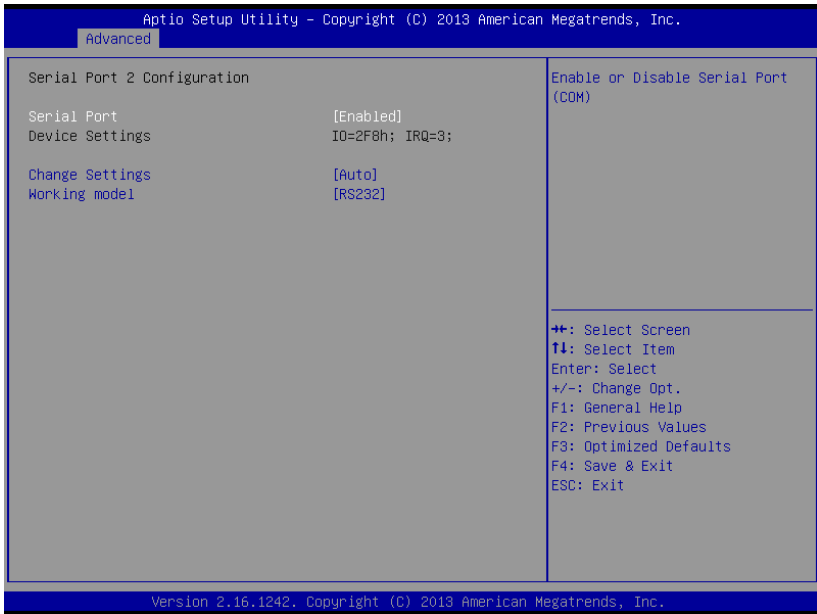 Aptio Setup Utility – Copyright (C) 2013 American Megatrends, Inc.
Advanced
Serial Port 2 Configuration
Serial Port [Enabled]
Device Settings IO=2F8h; IRQ=3;
Change Settings [Auto]
Working model [RS232]
Enable or Disable Serial Port
(COM)
→←: Select Screen
↑↓: Select Item
Enter: Select
+/-: Change Opt.
F1: General Help
F2: Previous Values
F3: Optimized Defaults
F4: Save & Exit
ESC: Exit
Version 2.16.1242. Copyright (C) 2013 American Megatrends, Inc.